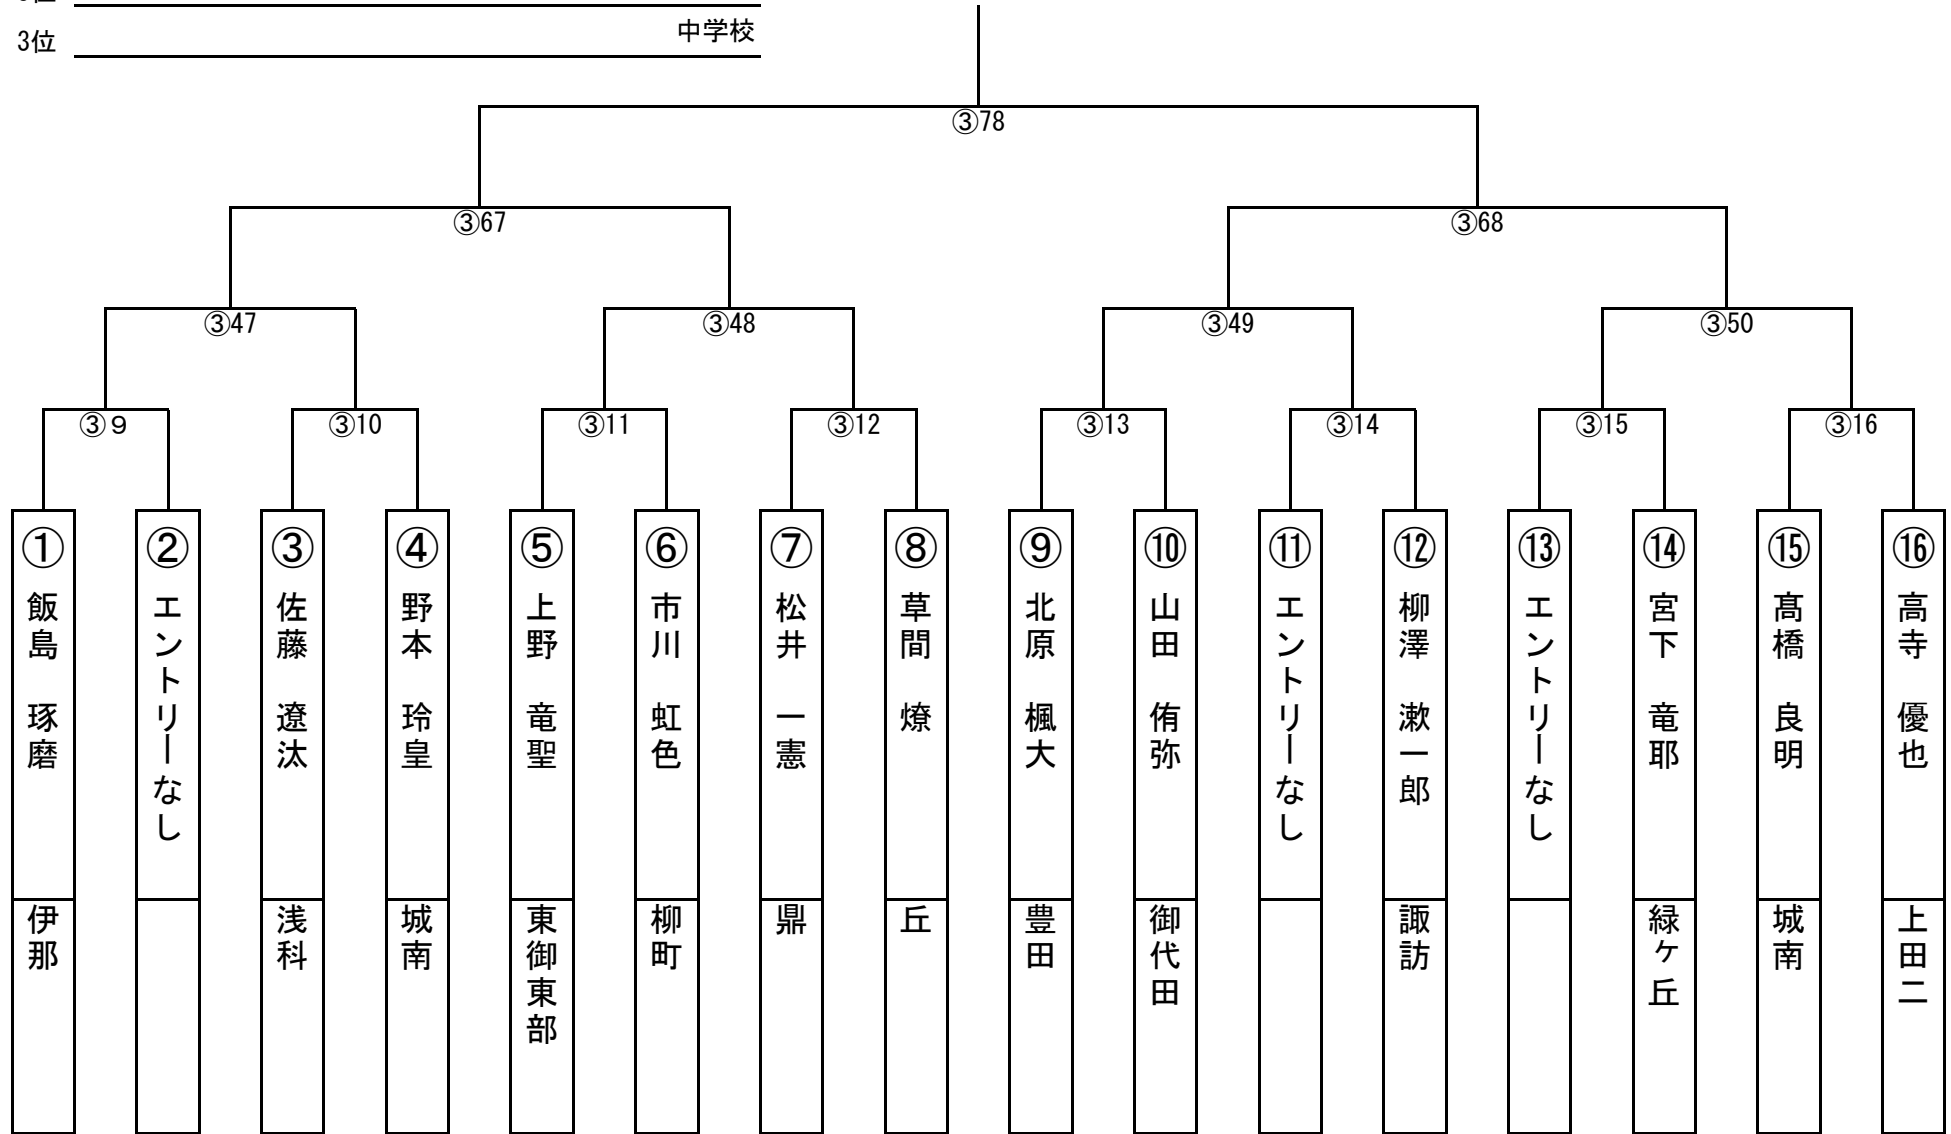 3位
中学校
③78
③67
③68
③47
③48
③49
③50
③９
③10
③11
③12
③13
③14
③15
③16
①
飯島　琢磨
伊那
②
エントリーなし
③
佐藤　遼汰
浅科
④
野本　玲皇
城南
⑤
上野　竜聖
東御東部
⑥
市川　虹色
柳町
⑦
松井　一憲
鼎
⑧
草間　燎
丘
⑨
北原　楓大
豊田
⑩
山田　侑弥
御代田
⑪
エントリーなし
⑫
柳澤　漱一郎
諏訪
⑬
エントリーなし
⑭
宮下　竜耶
緑ヶ丘
⑮
髙橋　良明
城南
⑯
高寺　優也
上田二